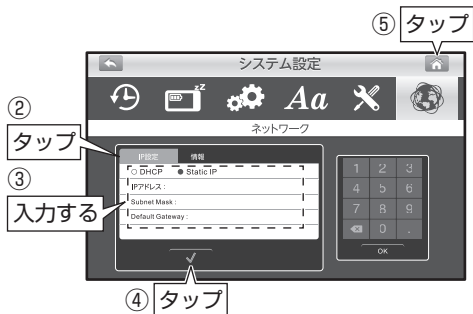 ⑤ タップ
システム設定
zZ
Aa
②
タップ
ネットワーク
IP設定 情報
DHCP Static IP
③
入力する
IPアドレス :
Subnet Mask :
Default Gateway :
1 2 3
4 5 6
7 8 9
0 .
OK
④ タップ